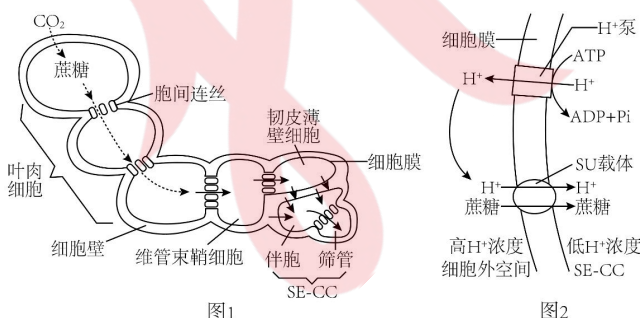 CO₂
蔗糖
胞间连丝
叶肉
细胞
韧皮薄
壁细胞
细胞膜
细胞壁
维管束鞘细胞
伴胞
筛管
SE-CC
图1
细胞膜
H⁺泵
ATP
H⁺
H⁺
ADP+Pi
SU载体
H⁺
H⁺
蔗糖
蔗糖
高H⁺浓度
细胞外空间
低H⁺浓度
SE-CC
图2